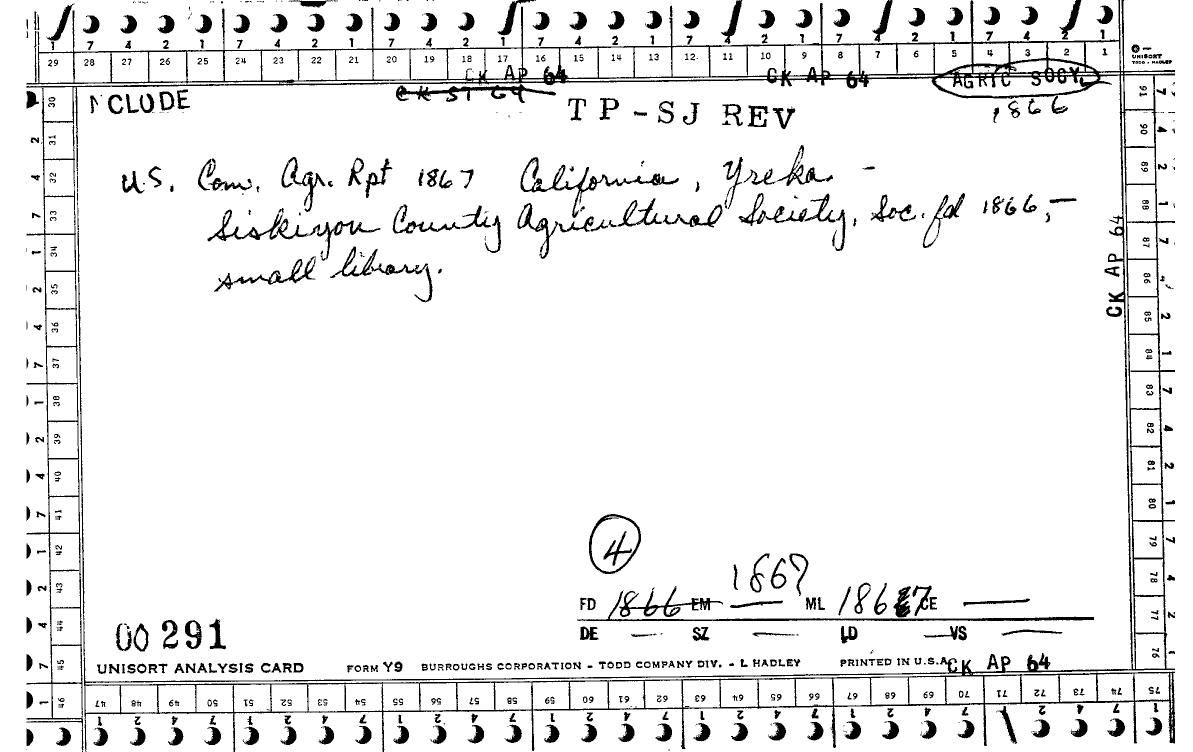 7 4 2 1 7 4 2 1 7 4 2 1 7 4 2 1 7 4 2 1 7 4 2 1 7 4 2 1
29 28 27 26 25 24 23 22 21 20 19 18 17 16 15 14 13 12 11 10 9 8 7 6 5 4 3 2 1
UNISORT
TODD - HADLEY
CK AP 64 CK AP 64 AGRIC SOCY.
CK ST 64
NCLUDE TP-SJ REV 1866
U.S. Com. Agr. Rpt 1867 California, Yreka. -
Siskiyou County Agricultural Society, Soc. fd 1866, -
small library.
CK AP 64
30 31 32 33 34 35 36 37 38 39 40 41 42 43 44 45 46
91 90 89 88 87 86 85 84 83 82 81 80 79 78 77 76
4
1867
FD 1866 EM — ML 1867 CE —
DE — SZ — LD — VS —
00 291
UNISORT ANALYSIS CARD FORM Y9 BURROUGHS CORPORATION - TODD COMPANY DIV. - L HADLEY PRINTED IN U.S.A.
CK AP 64
47 48 49 50 51 52 53 54 55 56 57 58 59 60 61 62 63 64 65 66 67 68 69 70 71 72 73 74 75